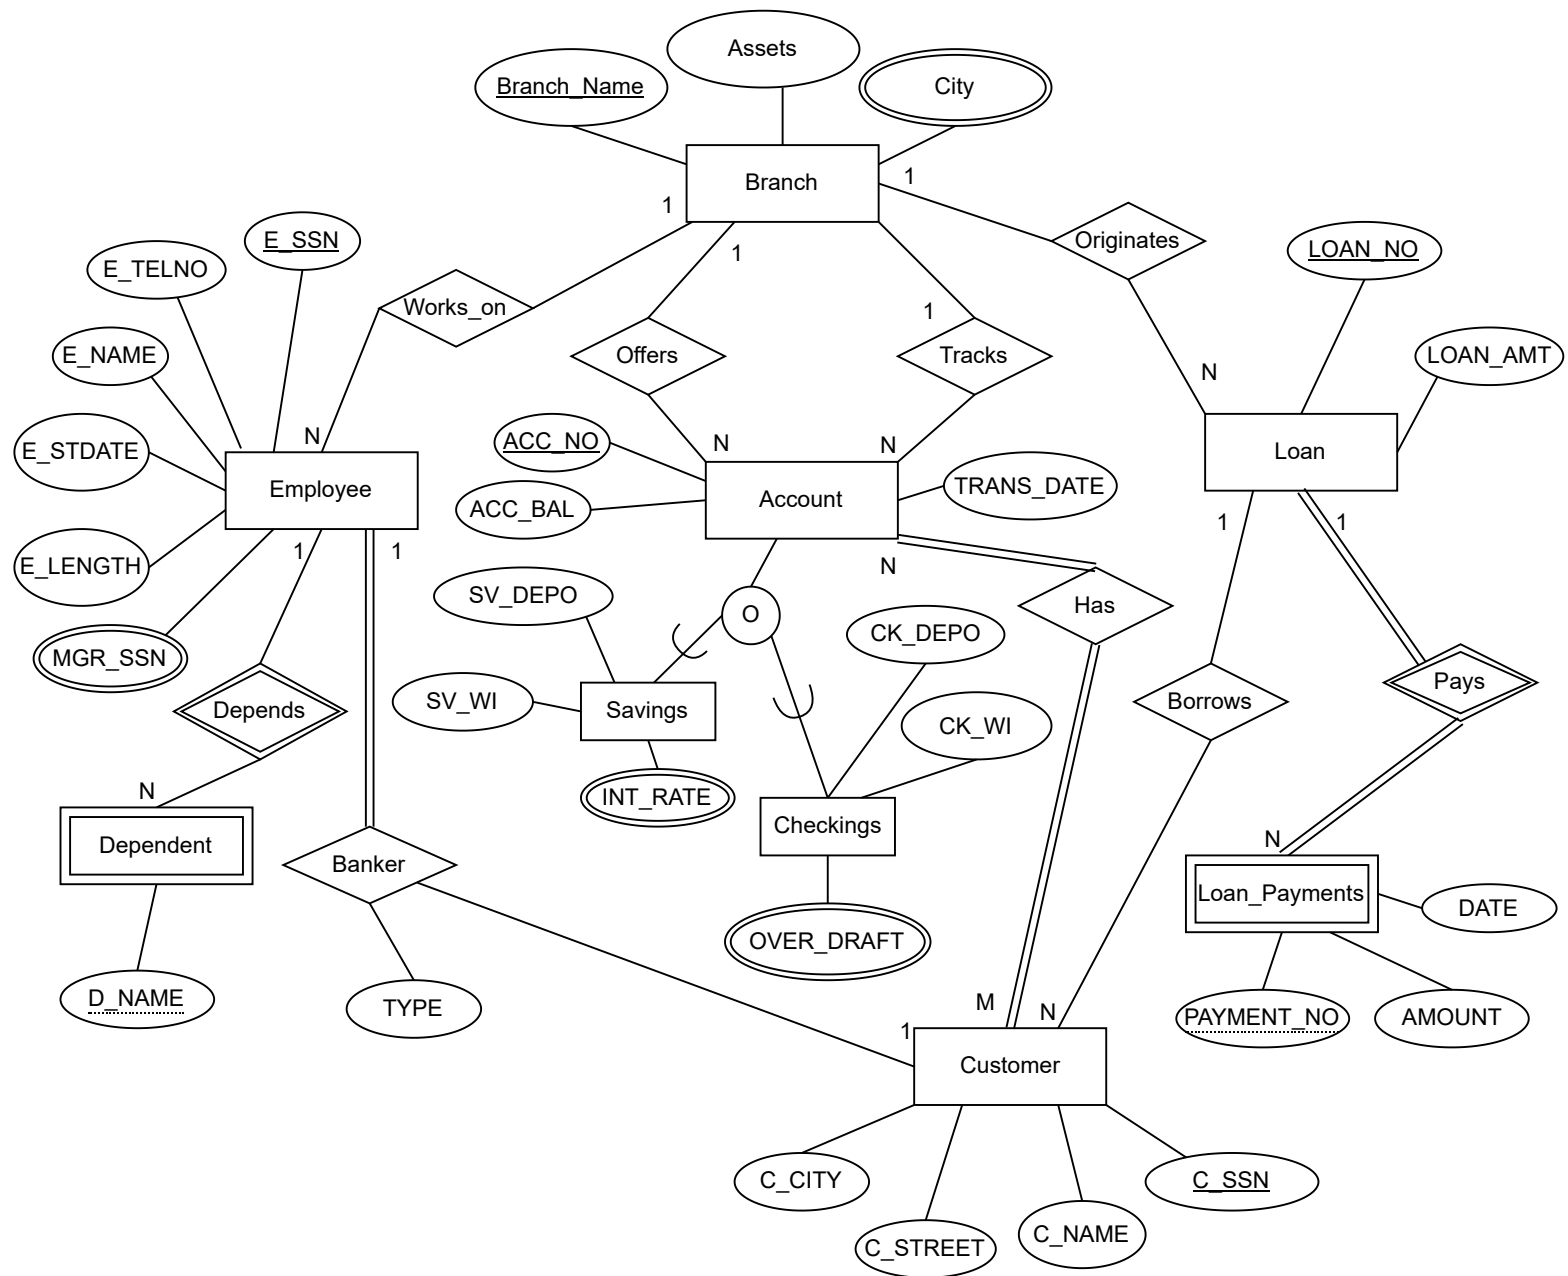 Assets
Branch_Name
City
Branch
1
1
E_SSN
Originates
LOAN_NO
1
E_TELNO
Works_on
1
Offers
Tracks
E_NAME
LOAN_AMT
N
N
ACC_NO
N
N
E_STDATE
Loan
Employee
TRANS_DATE
Account
ACC_BAL
1
1
1
1
E_LENGTH
N
SV_DEPO
O
Has
CK_DEPO
MGR_SSN
Pays
SV_WI
Borrows
Depends
Savings
CK_WI
N
INT_RATE
Checkings
N
Dependent
Banker
Loan_Payments
DATE
OVER_DRAFT
D_NAME
TYPE
M
N
PAYMENT_NO
AMOUNT
1
Customer
C_CITY
C_SSN
C_STREET
C_NAME